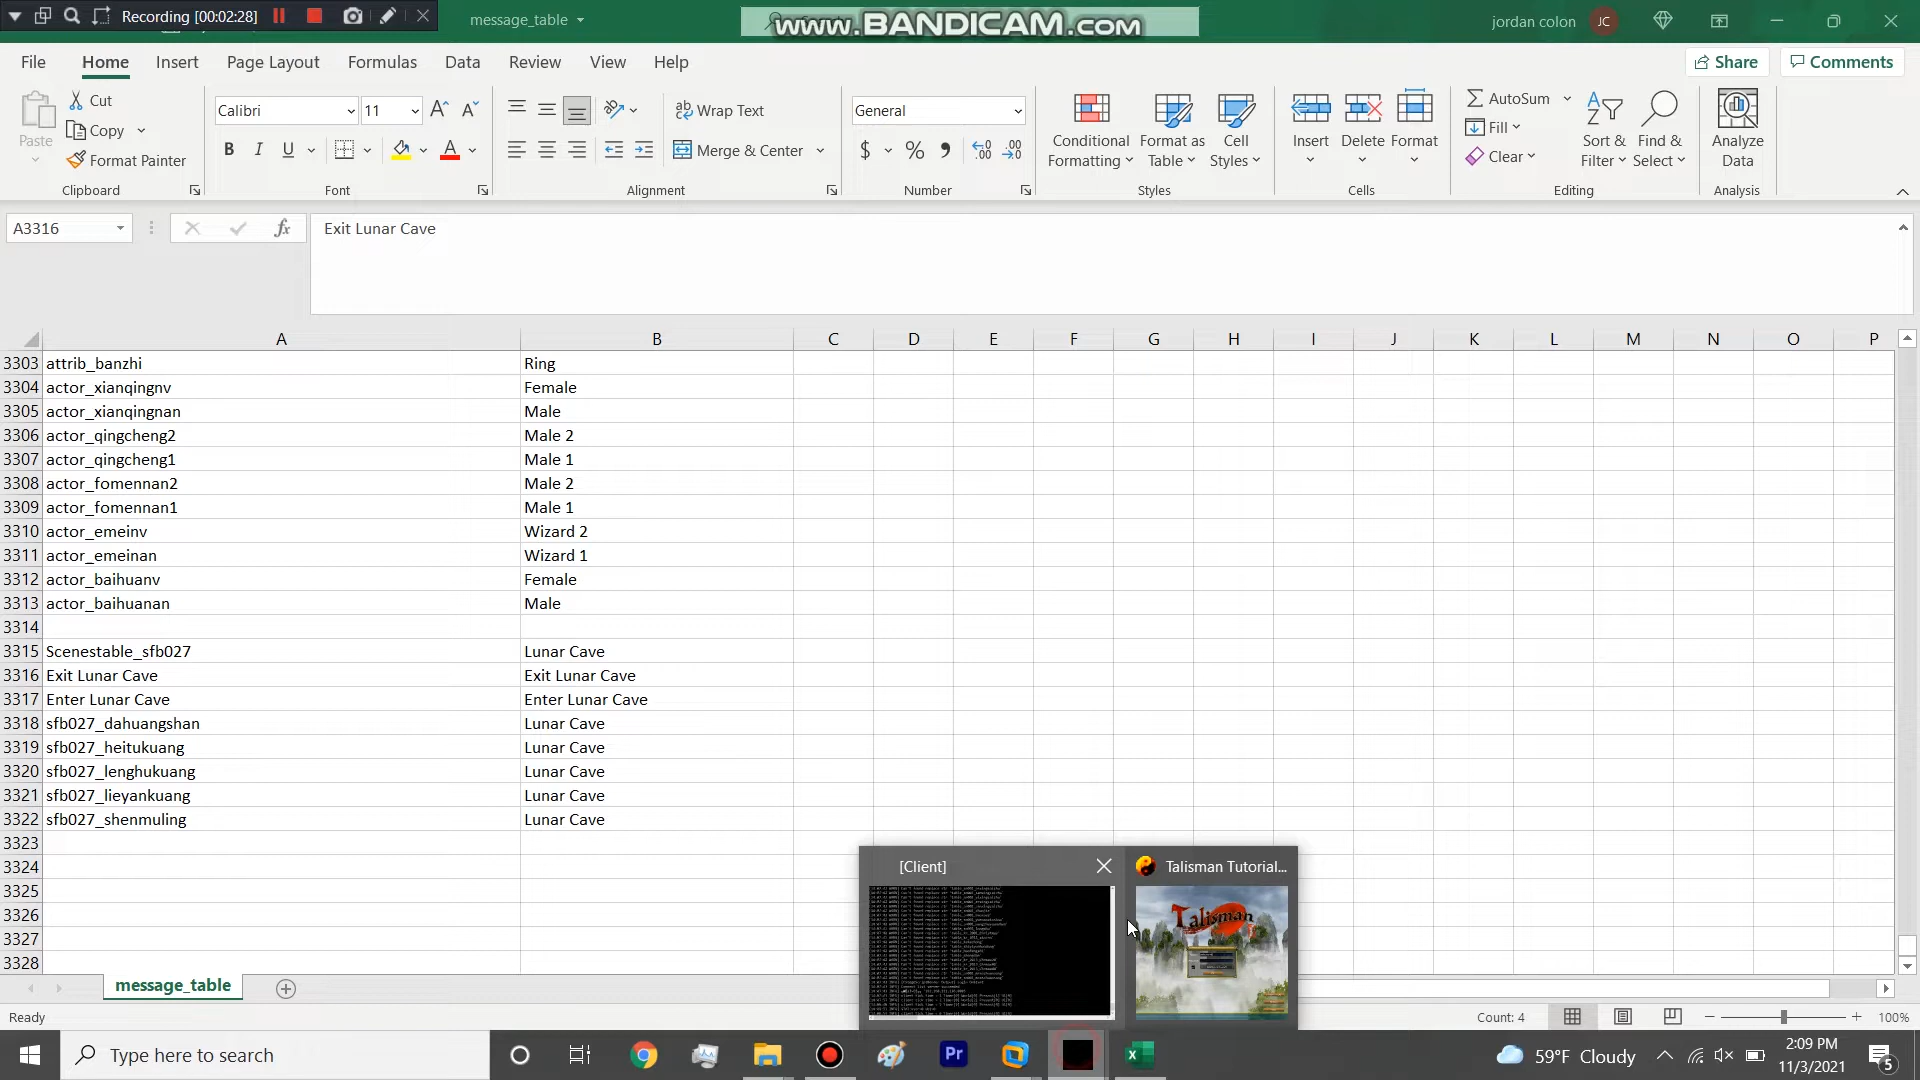 Recording [00:02:28]
message_table
www.BANDICAM.com
jordan colon
JC
File
Home
Insert
Page Layout
Formulas
Data
Review
View
Help
Share
Comments
Paste
Cut
Copy
Format Painter
Clipboard
Calibri
11
B
I
U
Font
Wrap Text
Merge & Center
Alignment
General
Number
Conditional Formatting
Format as Table
Cell Styles
Styles
Insert
Delete
Format
Cells
AutoSum
Fill
Clear
Sort & Filter
Find & Select
Editing
Analyze Data
Analysis
A3316
fx
Exit Lunar Cave
A B C D E F G H I J K L M N O P
3303 attrib_banzhi Ring
3304 actor_xianqingnv Female
3305 actor_xianqingnan Male
3306 actor_qingcheng2 Male 2
3307 actor_qingcheng1 Male 1
3308 actor_fomennan2 Male 2
3309 actor_fomennan1 Male 1
3310 actor_emeinv Wizard 2
3311 actor_emeinan Wizard 1
3312 actor_baihuanv Female
3313 actor_baihuanan Male
3314
3315 Scenestable_sfb027 Lunar Cave
3316 Exit Lunar Cave Exit Lunar Cave
3317 Enter Lunar Cave Enter Lunar Cave
3318 sfb027_dahuangshan Lunar Cave
3319 sfb027_heitukuang Lunar Cave
3320 sfb027_lenghukuang Lunar Cave
3321 sfb027_lieyankuang Lunar Cave
3322 sfb027_shenmuling Lunar Cave
3323
3324
3325
3326
3327
3328
[Client]
Talisman Tutorial...
Talisman
message_table
Ready
Count: 4
100%
Type here to search
Pr
59°F Cloudy
2:09 PM
11/3/2021
5